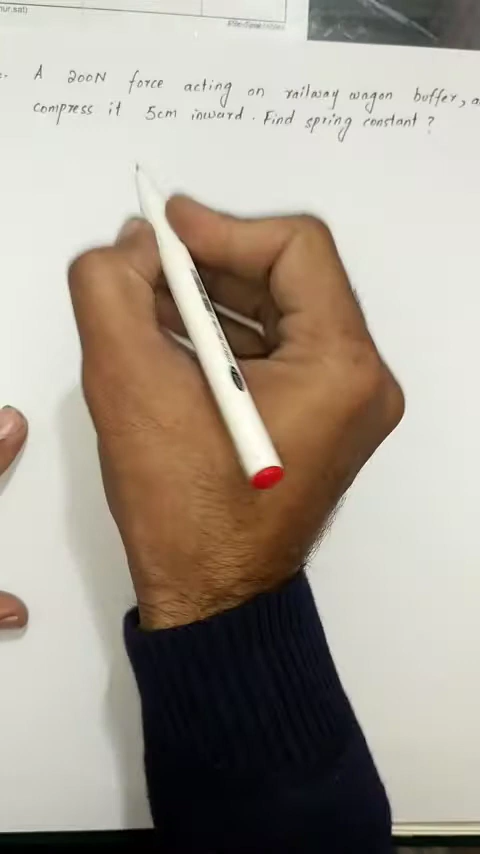 A 200N force acting on railway wagon buffer,
compress it 5cm inward. Find spring constant ?